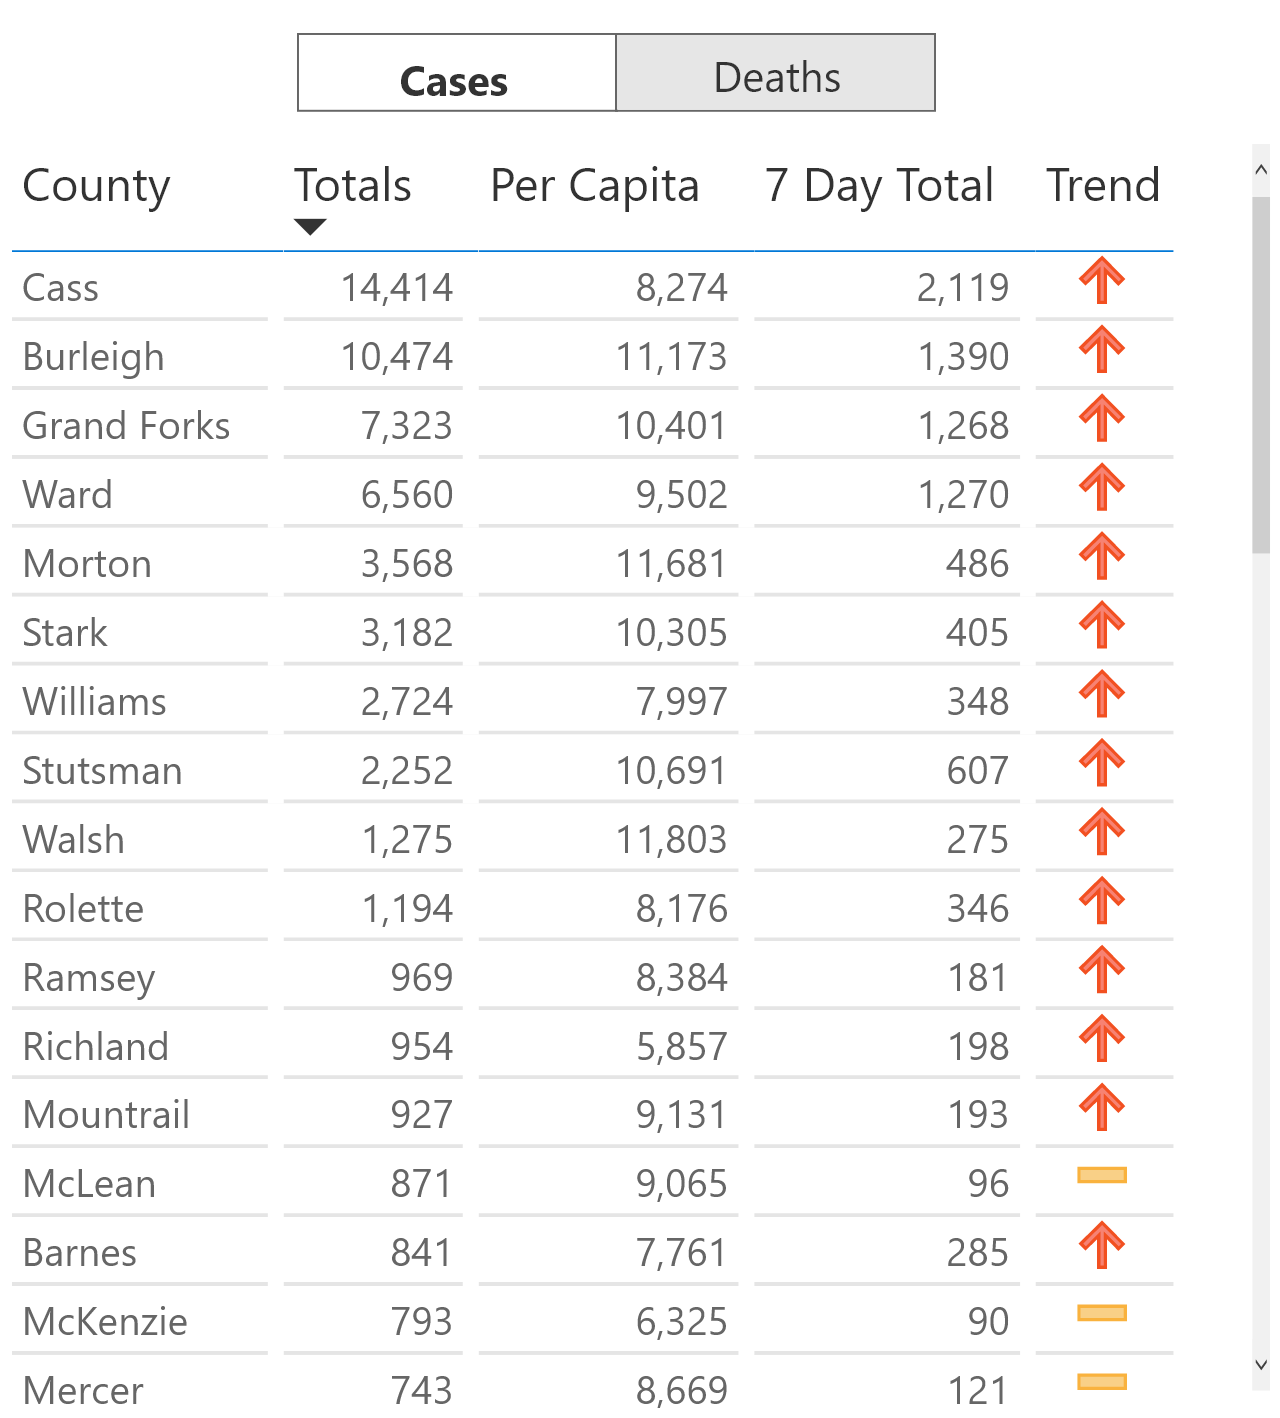 Cases Deaths
County Totals Per Capita 7 Day Total Trend
Cass 14,414 8,274 2,119
Burleigh 10,474 11,173 1,390
Grand Forks 7,323 10,401 1,268
Ward 6,560 9,502 1,270
Morton 3,568 11,681 486
Stark 3,182 10,305 405
Williams 2,724 7,997 348
Stutsman 2,252 10,691 607
Walsh 1,275 11,803 275
Rolette 1,194 8,176 346
Ramsey 969 8,384 181
Richland 954 5,857 198
Mountrail 927 9,131 193
McLean 871 9,065 96
Barnes 841 7,761 285
McKenzie 793 6,325 90
Mercer 743 8,669 121